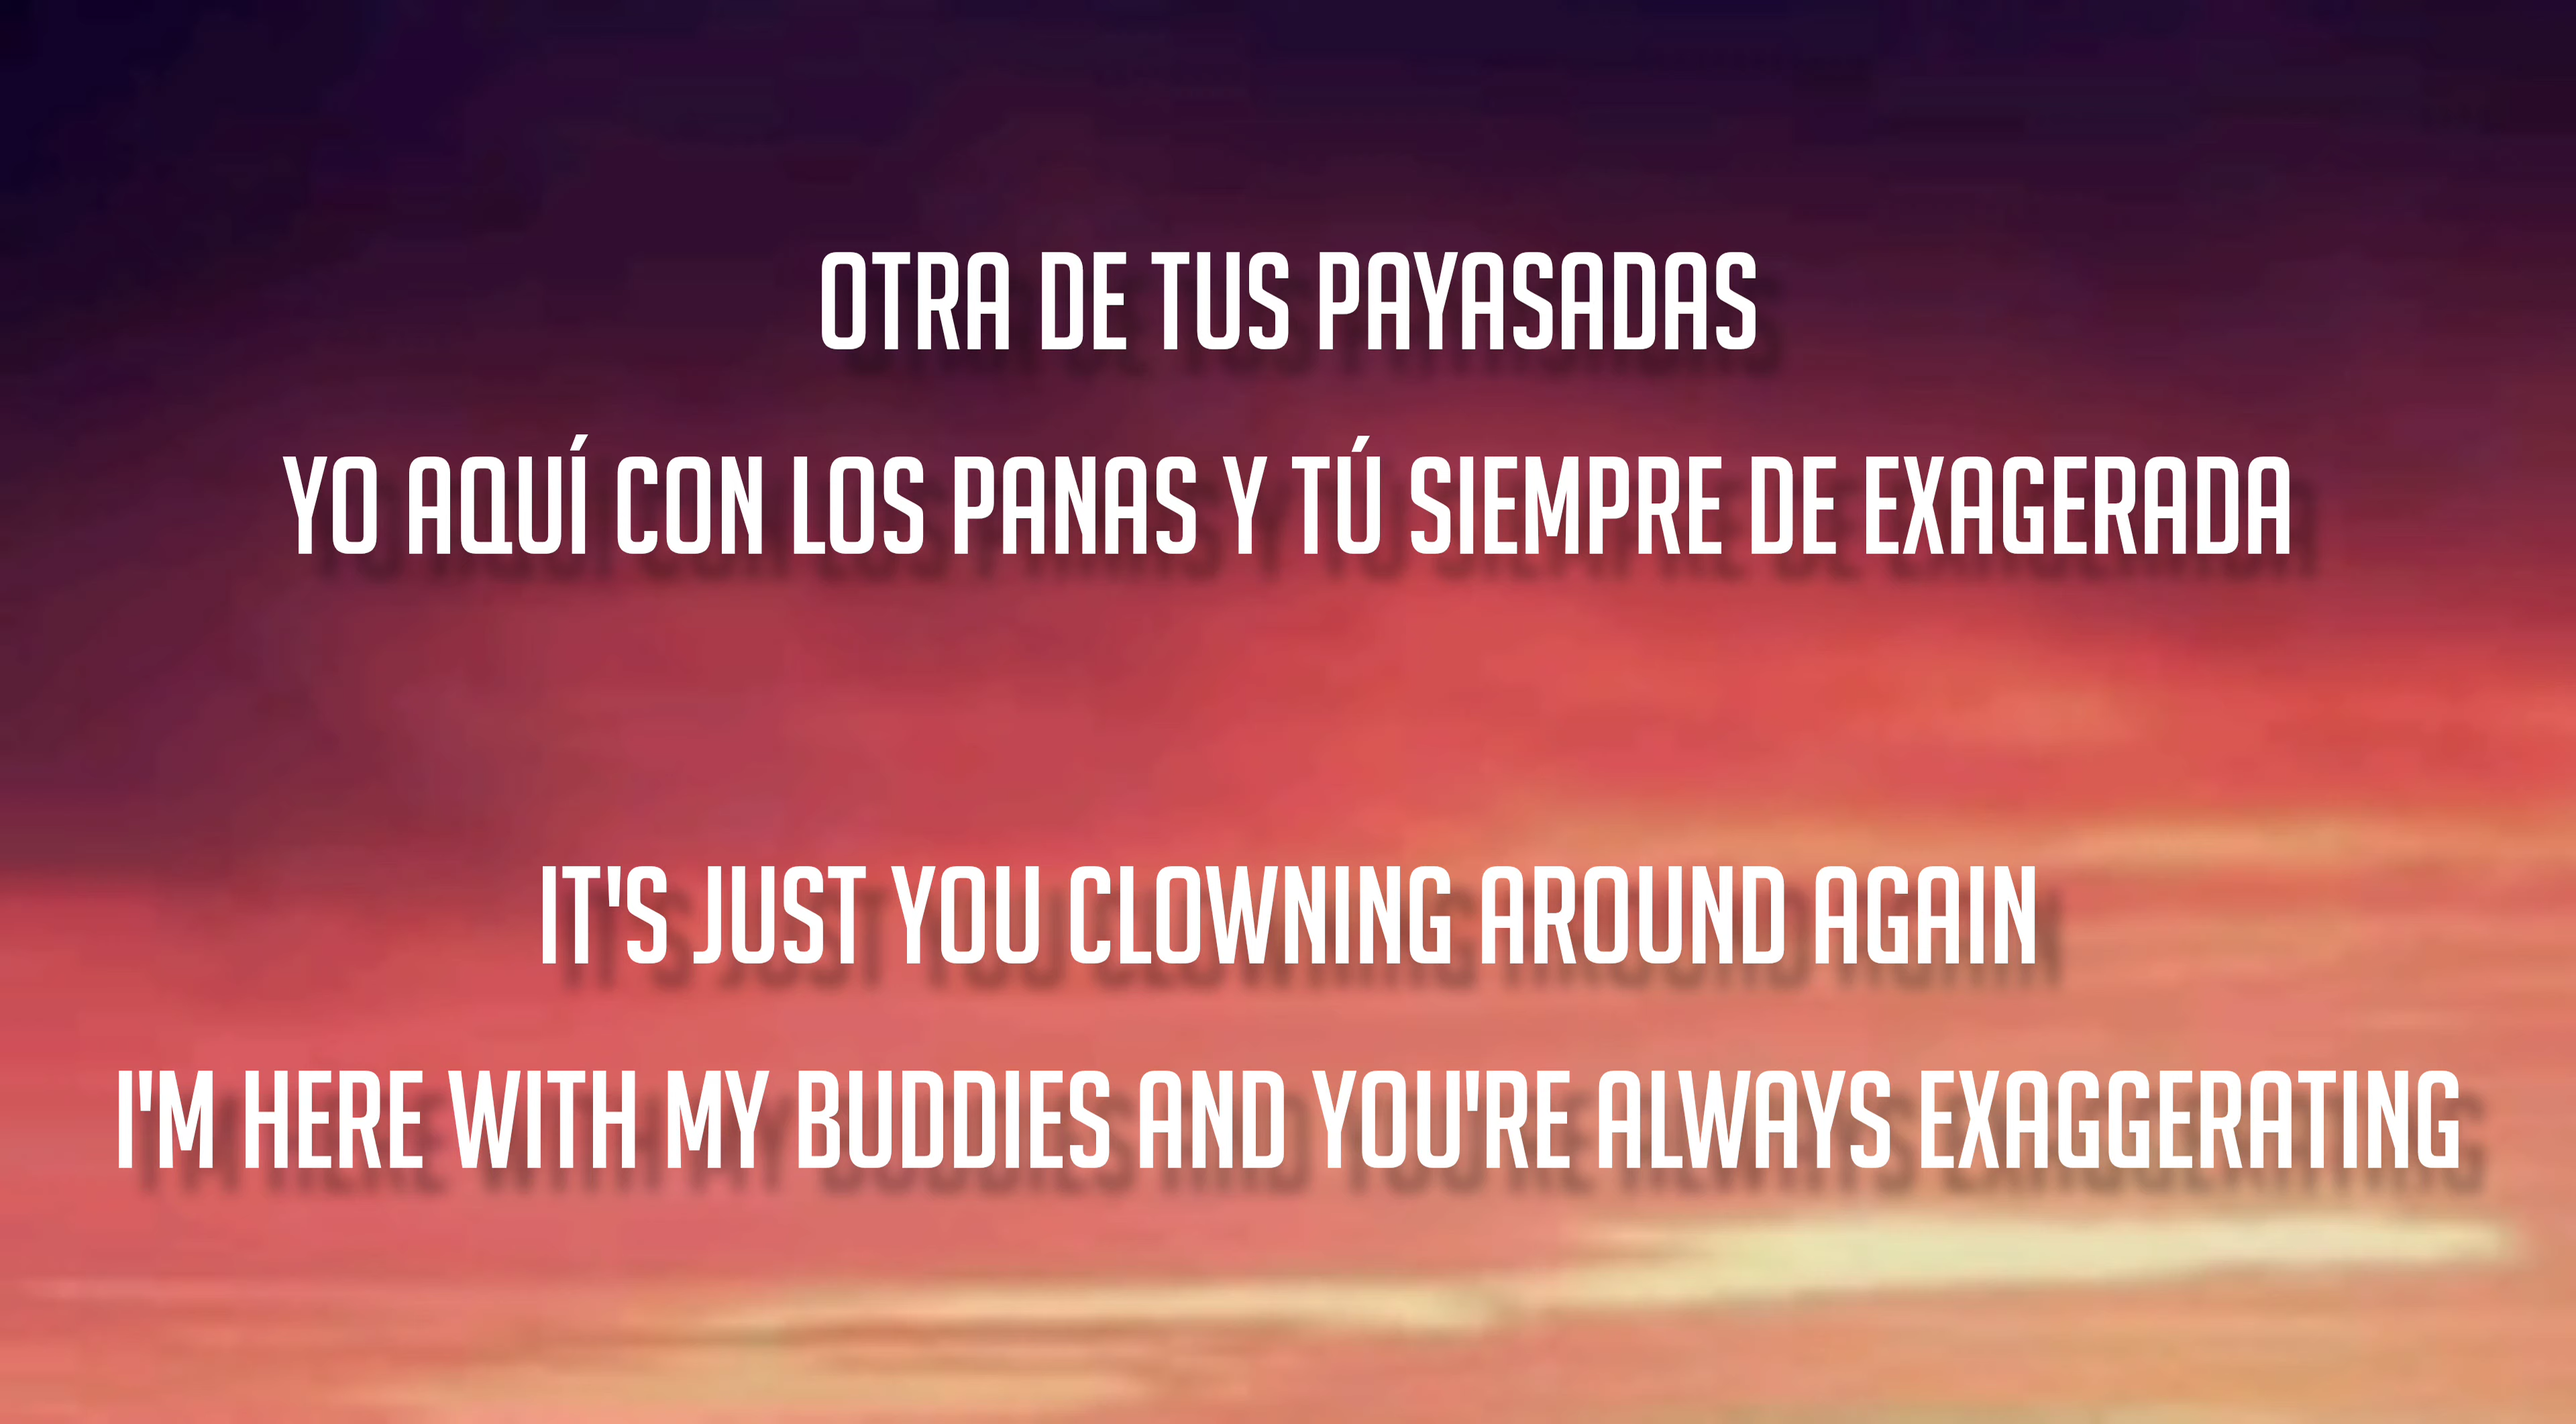 OTRA DE TUS PAYASADAS
YO AQUÍ CON LOS PANAS Y TÚ SIEMPRE DE EXAGERADA
IT'S JUST YOU CLOWNING AROUND AGAIN
I'M HERE WITH MY BUDDIES AND YOU'RE ALWAYS EXAGGERATING